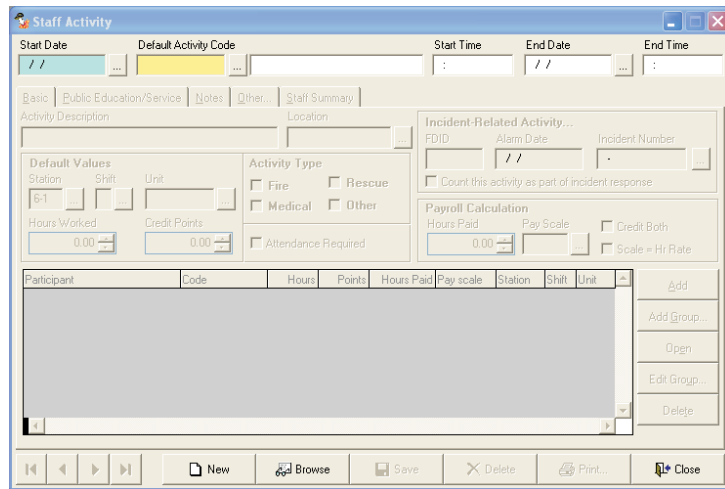 Staff Activity
Start Date Default Activity Code Start Time End Date End Time
/ / ... ... : / / ... :
Basic Public Education/Service Notes Other... Staff Summary
Activity Description Location Incident-Related Activity...
FDID Alarm Date Incident Number
... / / - ...
Default Values Activity Type
Station Shift Unit Fire Rescue Count this activity as part of incident response
6-1 ... ... ... Medical Other Payroll Calculation
Hours Worked Credit Points Hours Paid Pay Scale Credit Both
0.00 0.00 Attendance Required 0.00 ... Scale = Hr Rate
Participant Code Hours Points Hours Paid Pay scale Station Shift Unit Add
Add Group...
Open
Edit Group...
Delete
New Browse Save Delete Print... Close